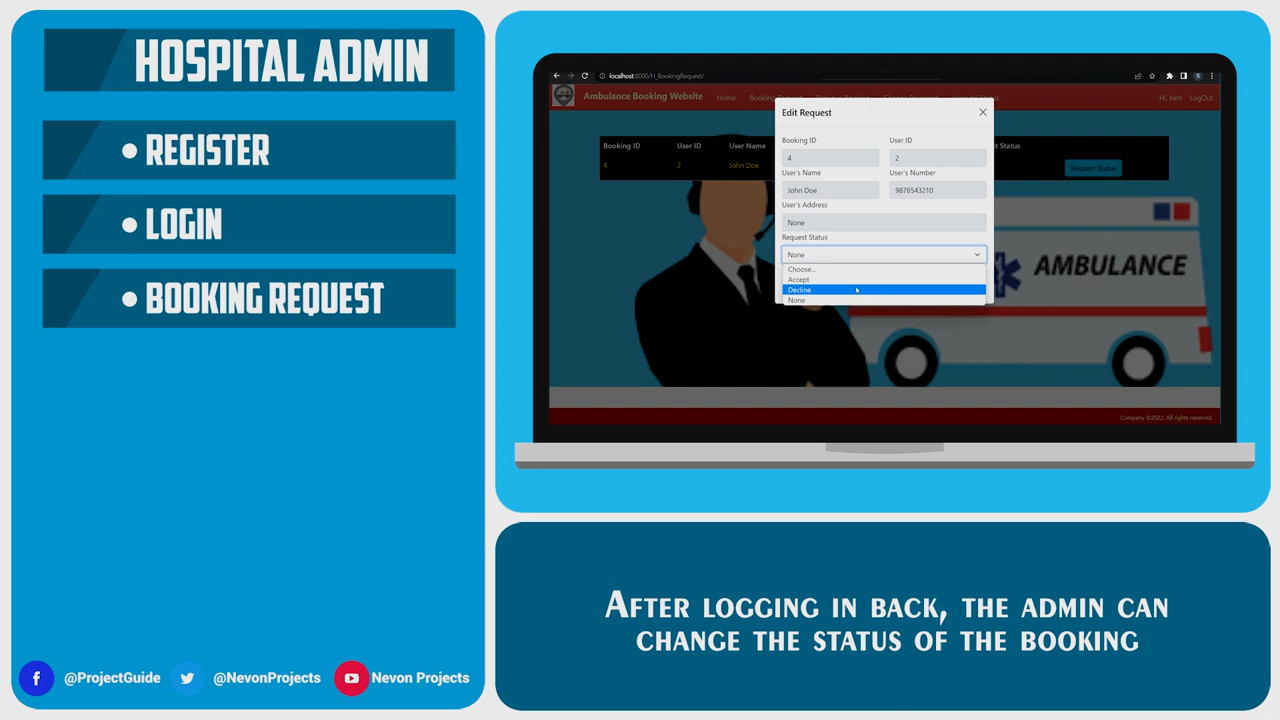 HOSPITAL ADMIN
REGISTER
LOGIN
BOOKING REQUEST
@ProjectGuide
@NevonProjects
Nevon Projects
localhost:8000/H_BookingRequest/
Ambulance Booking Website
Home
Hi, kem
LogOut
Booking ID
User ID
User Name
4
2
John Doe
Status
Request Status
Edit Request
Booking ID
User ID
4
2
User's Name
User's Number
John Doe
9876543210
User's Address
None
Request Status
None
Choose...
Accept
Decline
None
AMBULANCE
Company ©2022. All rights reserved.
AFTER LOGGING IN BACK, THE ADMIN CAN
CHANGE THE STATUS OF THE BOOKING